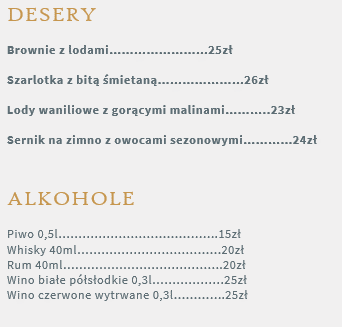 DESERY
Brownie z lodami……………………25zł
Szarlotka z bitą śmietaną…………………26zł
Lody waniliowe z gorącymi malinami………..23zł
Sernik na zimno z owocami sezonowymi…………24zł
ALKOHOLE
Piwo 0,5l………………………………….15zł
Whisky 40ml………………………………20zł
Rum 40ml………………………………….20zł
Wino białe półsłodkie 0,3l………………25zł
Wino czerwone wytrwane 0,3l………….25zł